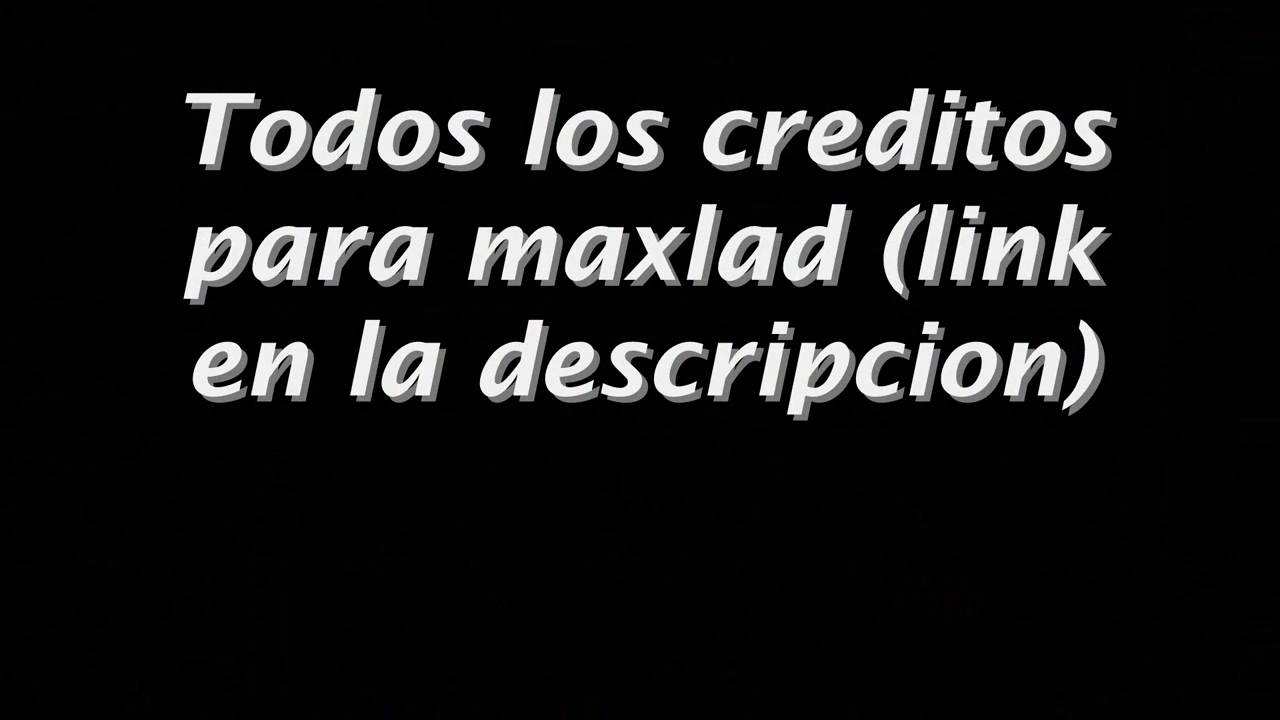 Todos los creditos
para maxlad (link
en la descripcion)